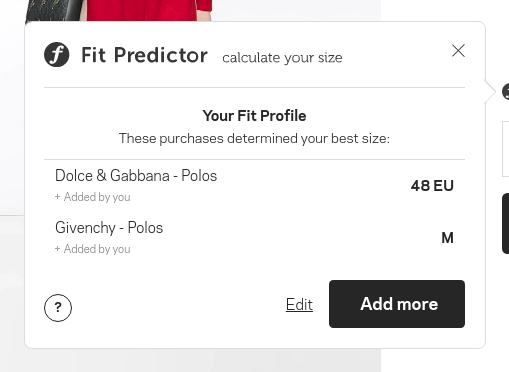 f Fit Predictor calculate your size
Your Fit Profile
These purchases determined your best size:
Dolce & Gabbana - Polos
+ Added by you
48 EU
Givenchy - Polos
+ Added by you
M
?
Edit
Add more